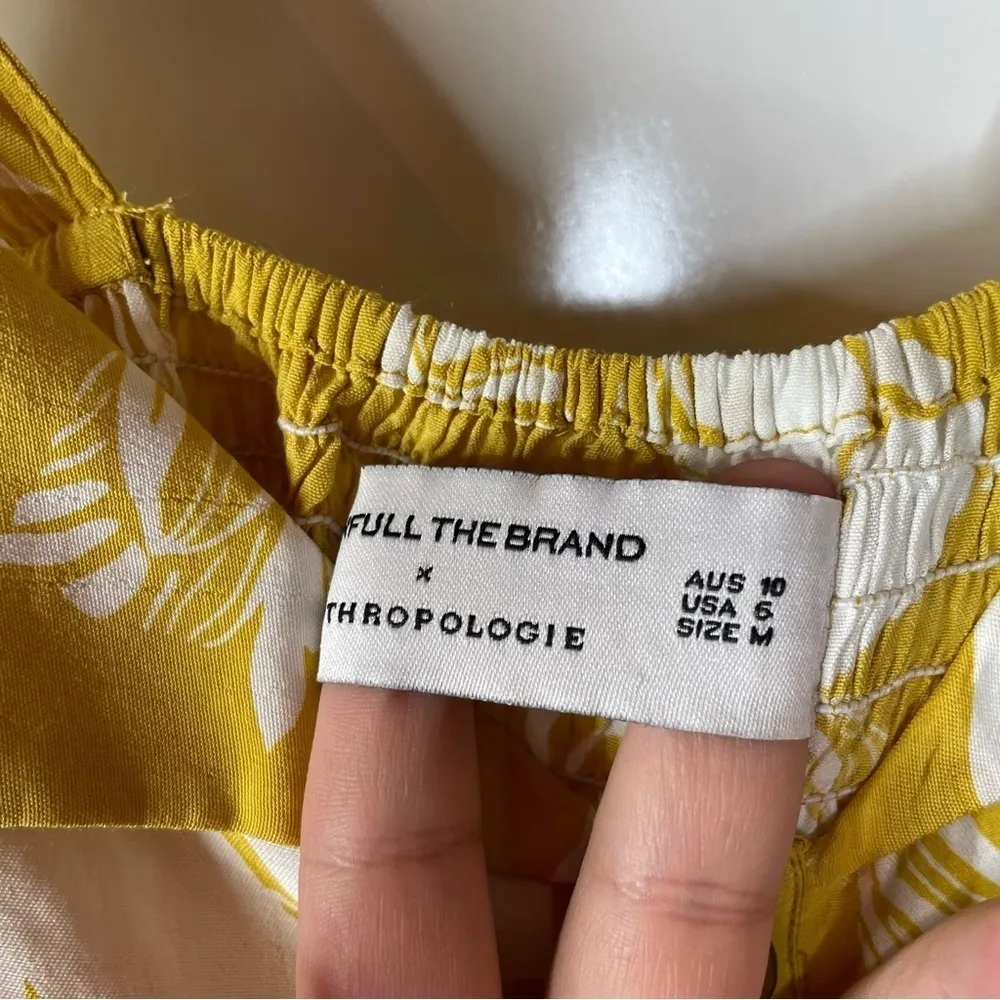 FULL THE BRAND
x
THROPOLOGIE
AUS 10
USA 6
SIZE M